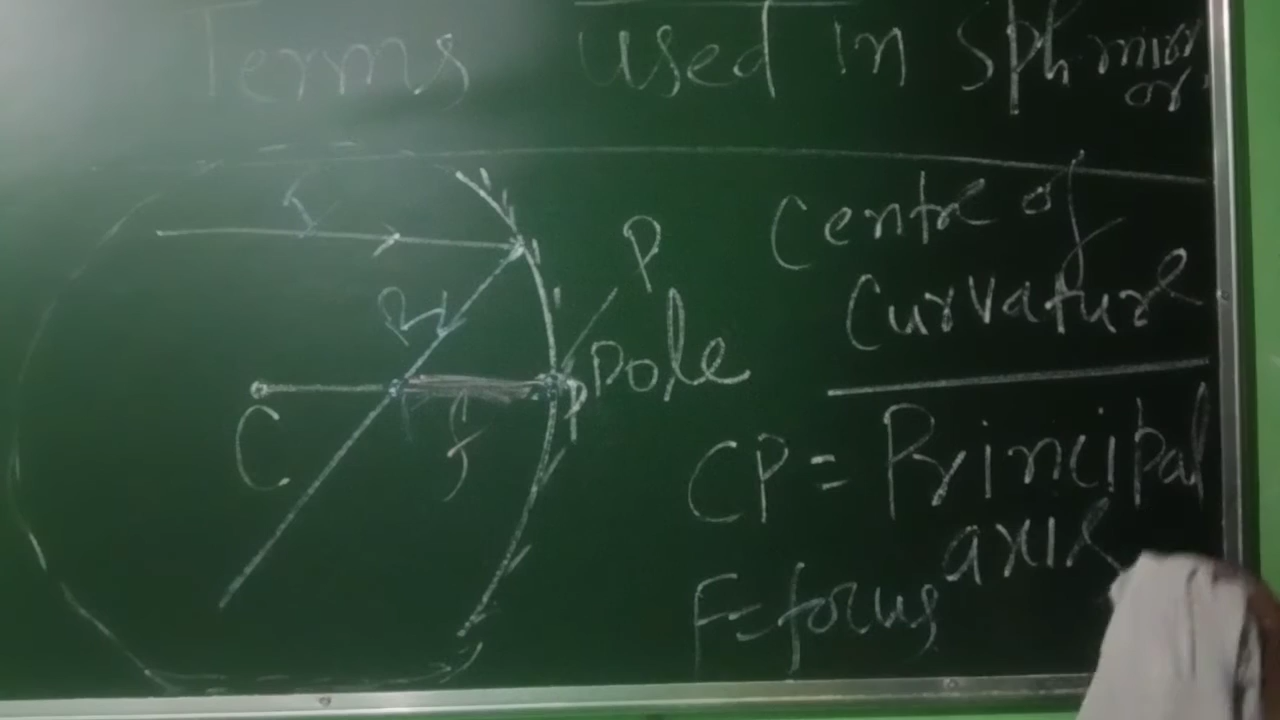 Terms used in Sph mirror
Centre of
Curvature
P
Pole
R
C
f
P
CP = Principal
axis
F = focus